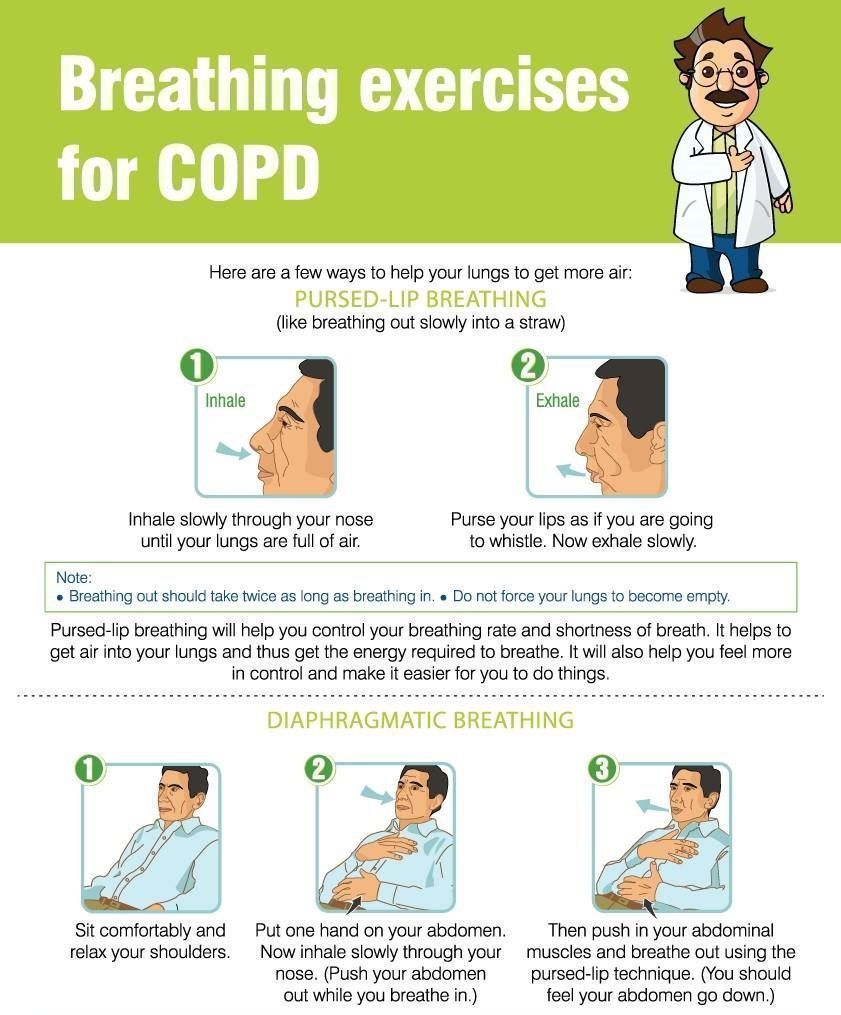 Breathing exercises
for COPD
Here are a few ways to help your lungs to get more air:
PURSED-LIP BREATHING
(like breathing out slowly into a straw)
1
Inhale
2
Exhale
Inhale slowly through your nose
until your lungs are full of air.
Purse your lips as if you are going
to whistle. Now exhale slowly.
Note:
• Breathing out should take twice as long as breathing in. • Do not force your lungs to become empty.
Pursed-lip breathing will help you control your breathing rate and shortness of breath. It helps to
get air into your lungs and thus get the energy required to breathe. It will also help you feel more
in control and make it easier for you to do things.
DIAPHRAGMATIC BREATHING
1
2
3
Sit comfortably and
relax your shoulders.
Put one hand on your abdomen.
Now inhale slowly through your
nose. (Push your abdomen
out while you breathe in.)
Then push in your abdominal
muscles and breathe out using the
pursed-lip technique. (You should
feel your abdomen go down.)